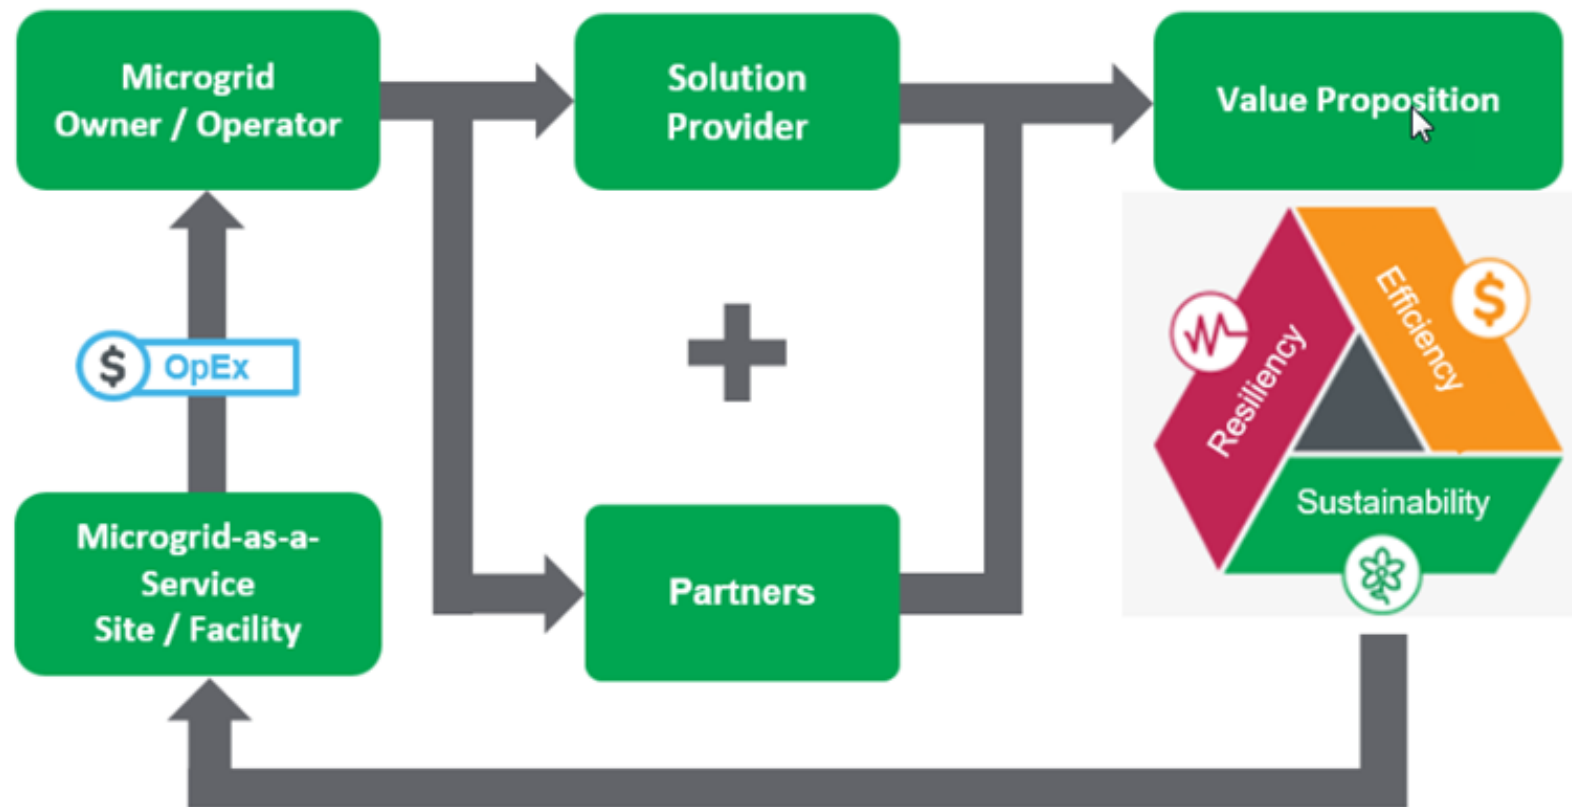 Microgrid
Owner / Operator
Solution
Provider
Value Proposition
$ OpEx
Resiliency
Efficiency
$
Sustainability
Microgrid-as-a-
Service
Site / Facility
Partners